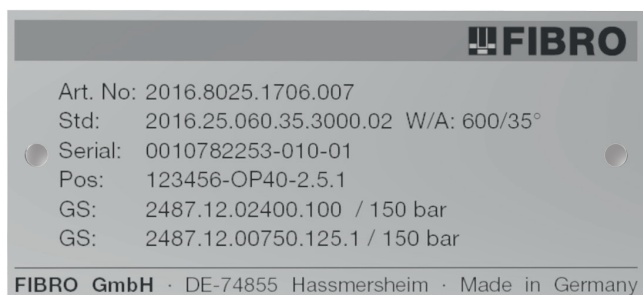 FIBRO
Art. No: 2016.8025.1706.007
Std: 2016.25.060.35.3000.02 W/A: 600/35°
Serial: 0010782253-010-01
Pos: 123456-OP40-2.5.1
GS: 2487.12.02400.100 / 150 bar
GS: 2487.12.00750.125.1 / 150 bar
FIBRO GmbH · DE-74855 Hassmersheim · Made in Germany